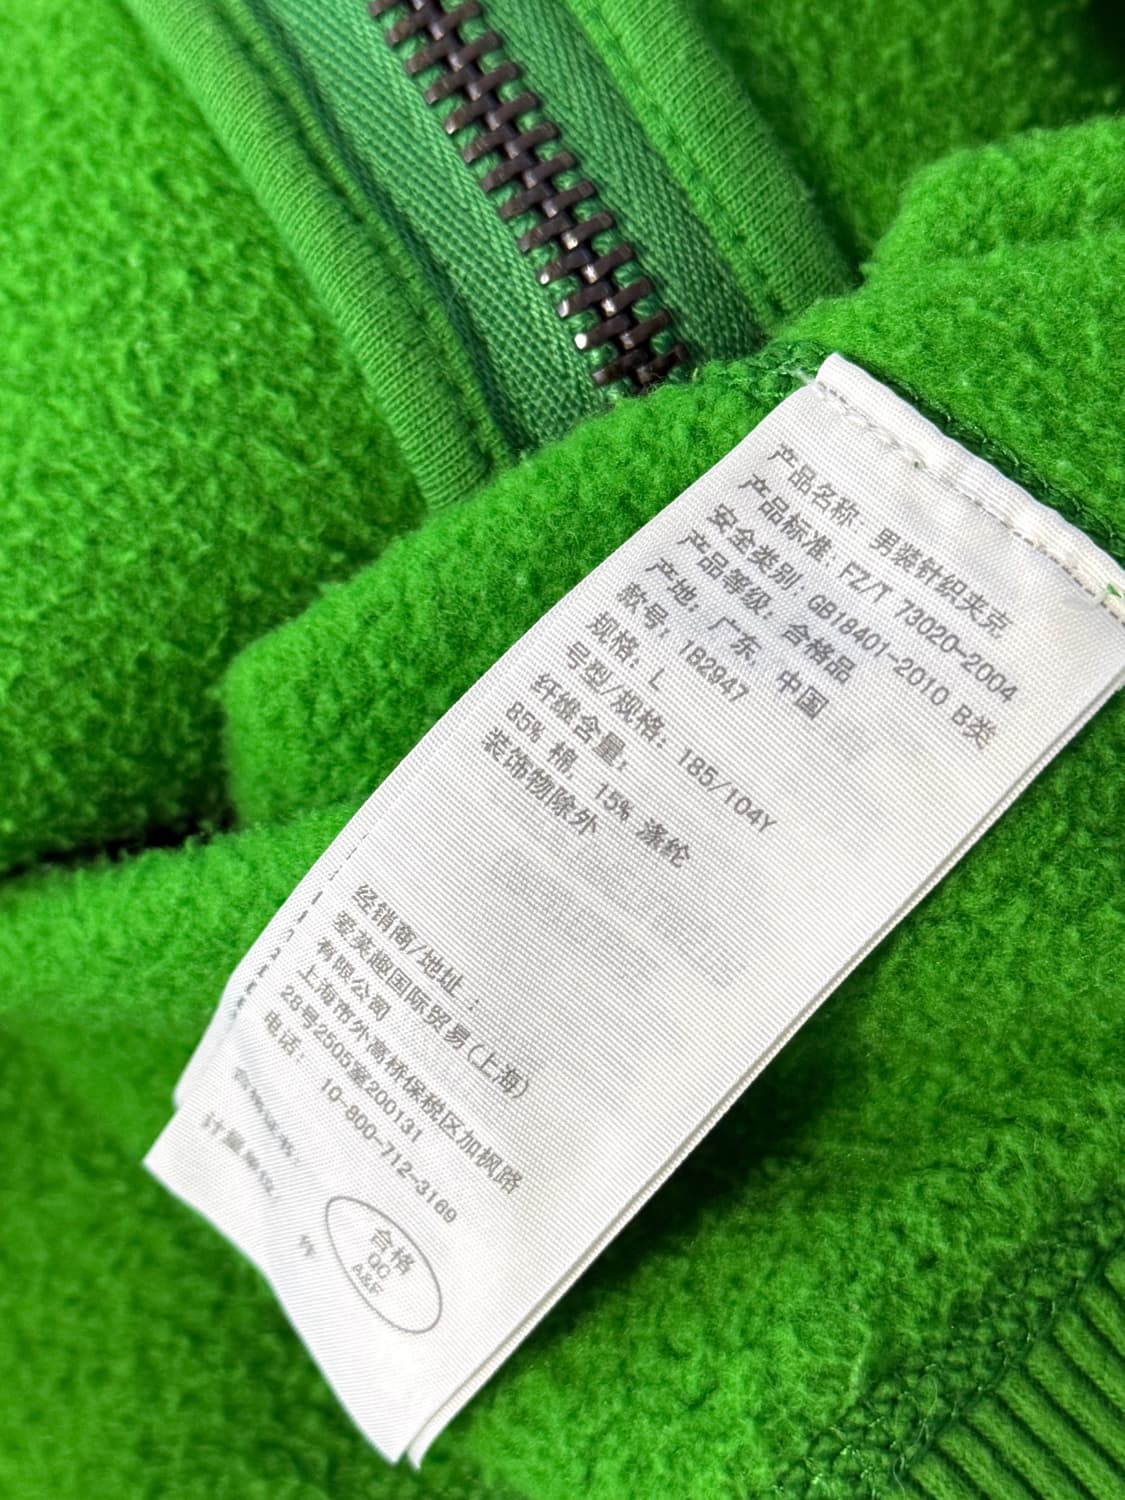 产品名称: 男装针织夹克
产品标准: FZ/T 73020-2004
安全类别: GB18401-2010 B类
产品等级: 合格品
产地: 广东, 中国
款号: 182947
规格: L
号型/规格: 185/104Y
纤维含量:
85% 棉, 15% 涤纶
装饰物除外
经销商/地址:
爱芙趣国际贸易(上海)
有限公司
上海市外高桥保税区加枫路
28号2505室200131
电话: 10-800-712-3169
计量单位:
件
合格
QC
A&F